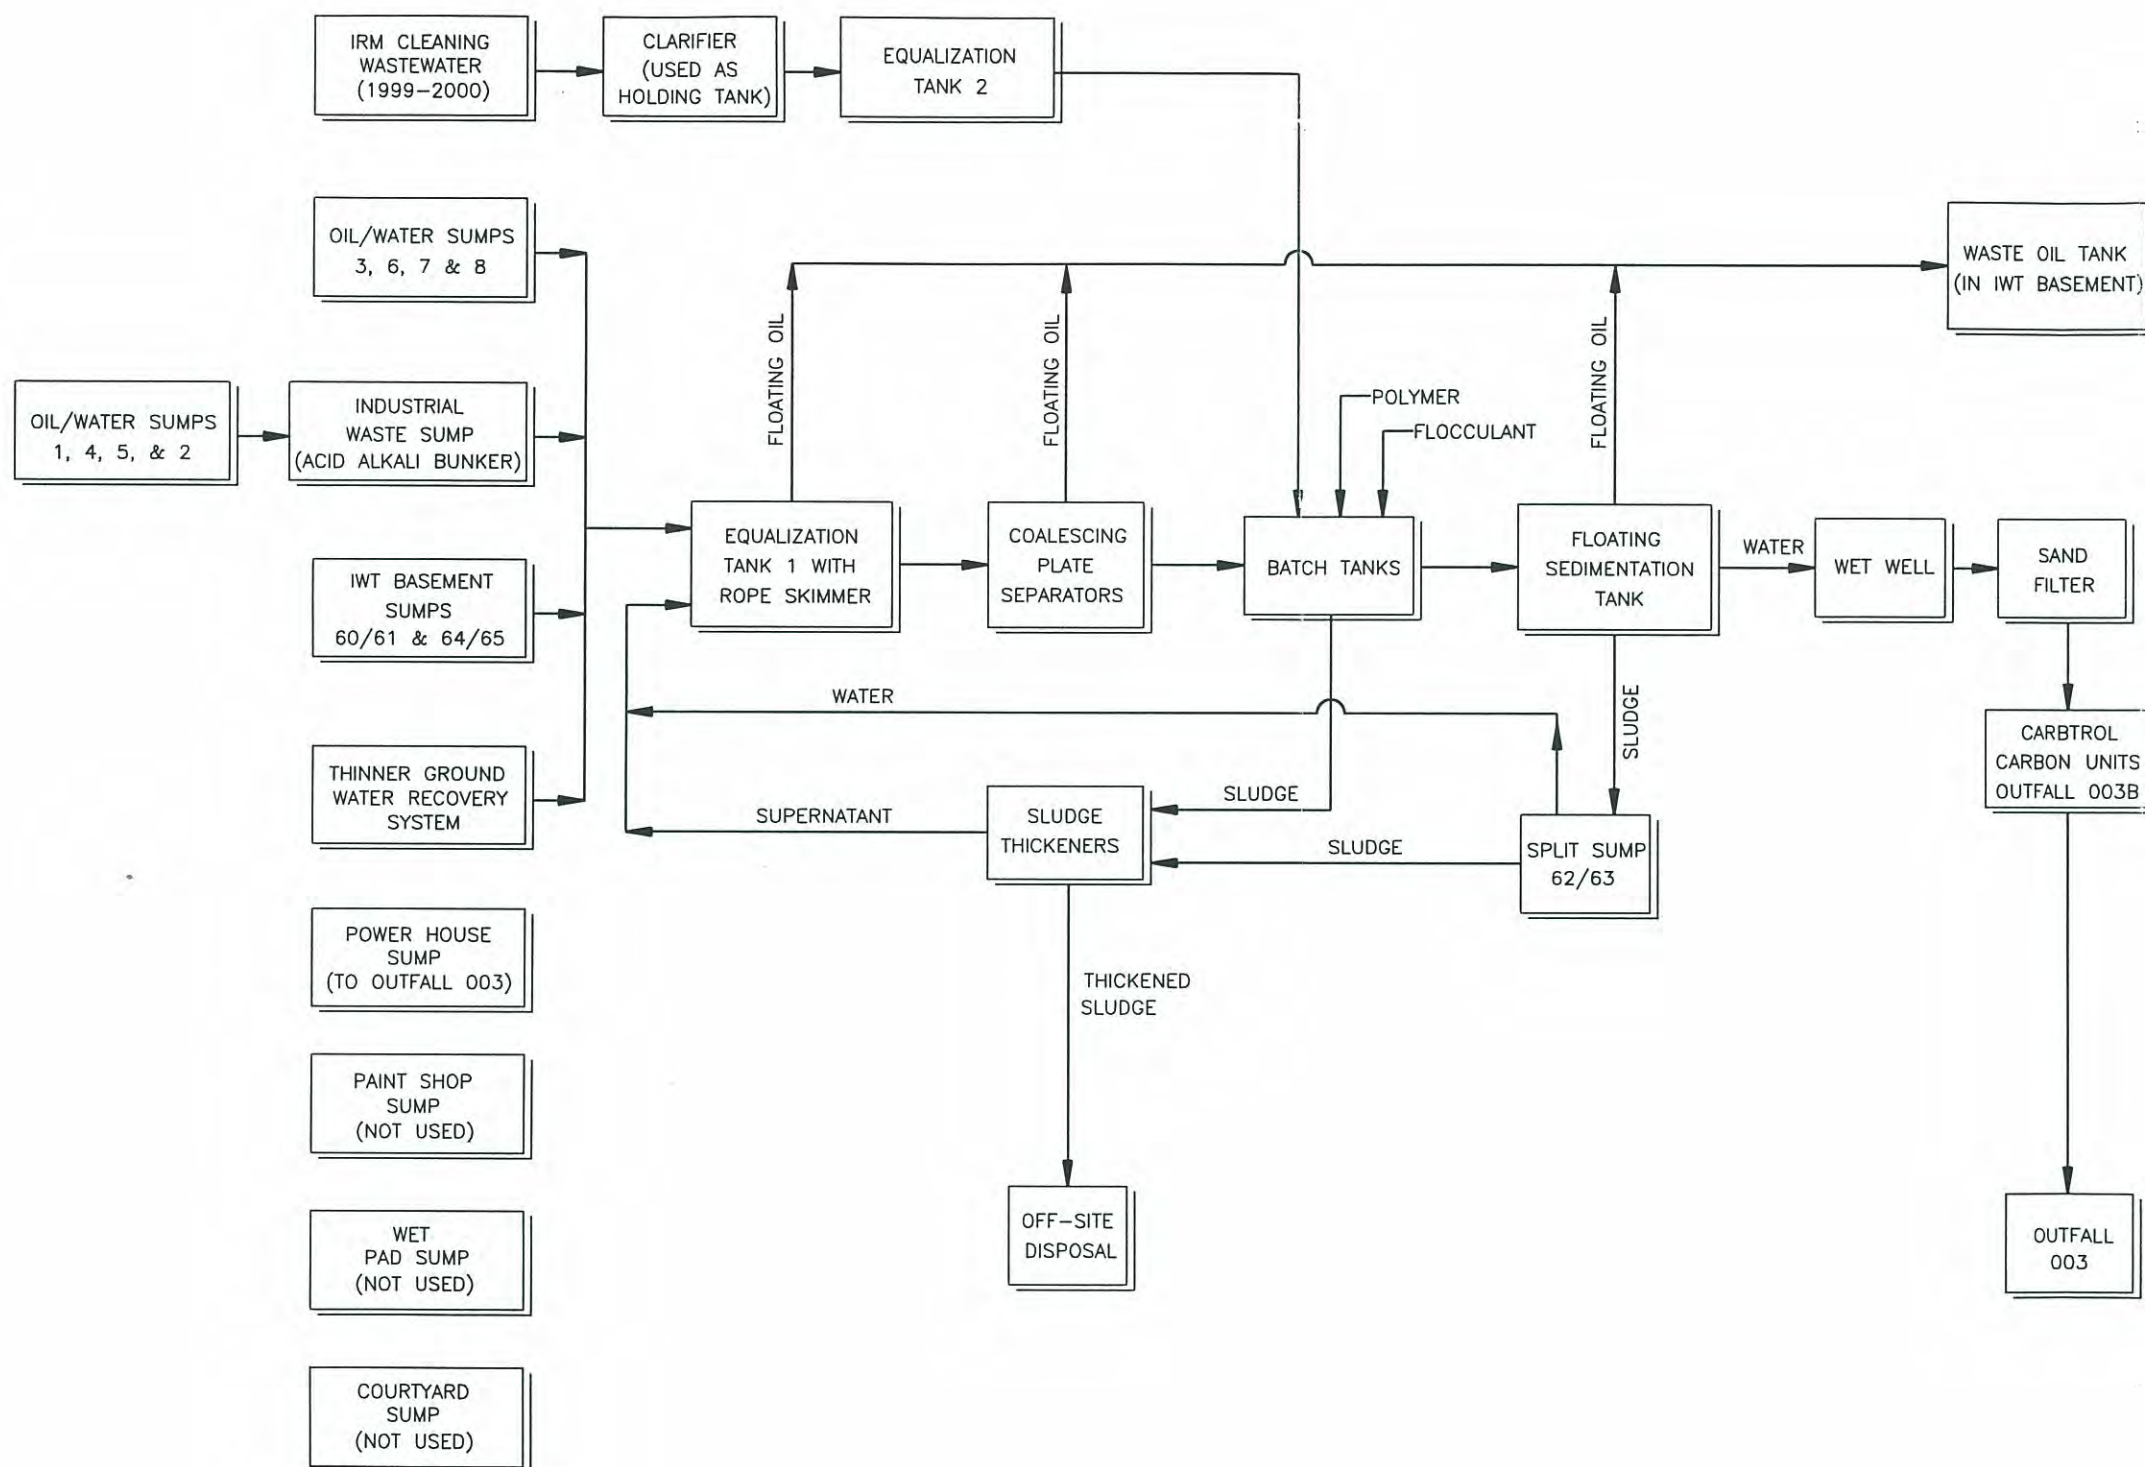 IRM CLEANING
WASTEWATER
(1999-2000)
CLARIFIER
(USED AS
HOLDING TANK)
EQUALIZATION
TANK 2
OIL/WATER SUMPS
3, 6, 7 & 8
WASTE OIL TANK
(IN IWT BASEMENT)
FLOATING OIL
FLOATING OIL
FLOATING OIL
OIL/WATER SUMPS
1, 4, 5, & 2
INDUSTRIAL
WASTE SUMP
(ACID ALKALI BUNKER)
POLYMER
FLOCCULANT
EQUALIZATION
TANK 1 WITH
ROPE SKIMMER
COALESCING
PLATE
SEPARATORS
BATCH TANKS
FLOATING
SEDIMENTATION
TANK
WATER
WET WELL
SAND
FILTER
IWT BASEMENT
SUMPS
60/61 & 64/65
WATER
SLUDGE
CARBTROL
CARBON UNITS
OUTFALL 003B
THINNER GROUND
WATER RECOVERY
SYSTEM
SUPERNATANT
SLUDGE
THICKENERS
SLUDGE
SLUDGE
SPLIT SUMP
62/63
POWER HOUSE
SUMP
(TO OUTFALL 003)
THICKENED
SLUDGE
PAINT SHOP
SUMP
(NOT USED)
WET
PAD SUMP
(NOT USED)
OFF-SITE
DISPOSAL
OUTFALL
003
COURTYARD
SUMP
(NOT USED)